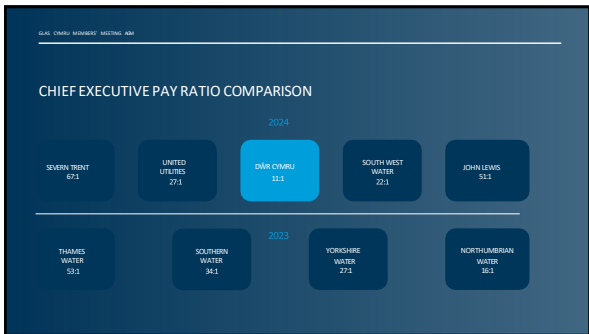 GLAS CYMRU MEMBERS' MEETING AGM
CHIEF EXECUTIVE PAY RATIO COMPARISON
2024
SEVERN TRENT
67:1
UNITED
UTILITIES
27:1
DŴR CYMRU
11:1
SOUTH WEST
WATER
22:1
JOHN LEWIS
51:1
2023
THAMES
WATER
53:1
SOUTHERN
WATER
34:1
YORKSHIRE
WATER
27:1
NORTHUMBRIAN
WATER
16:1